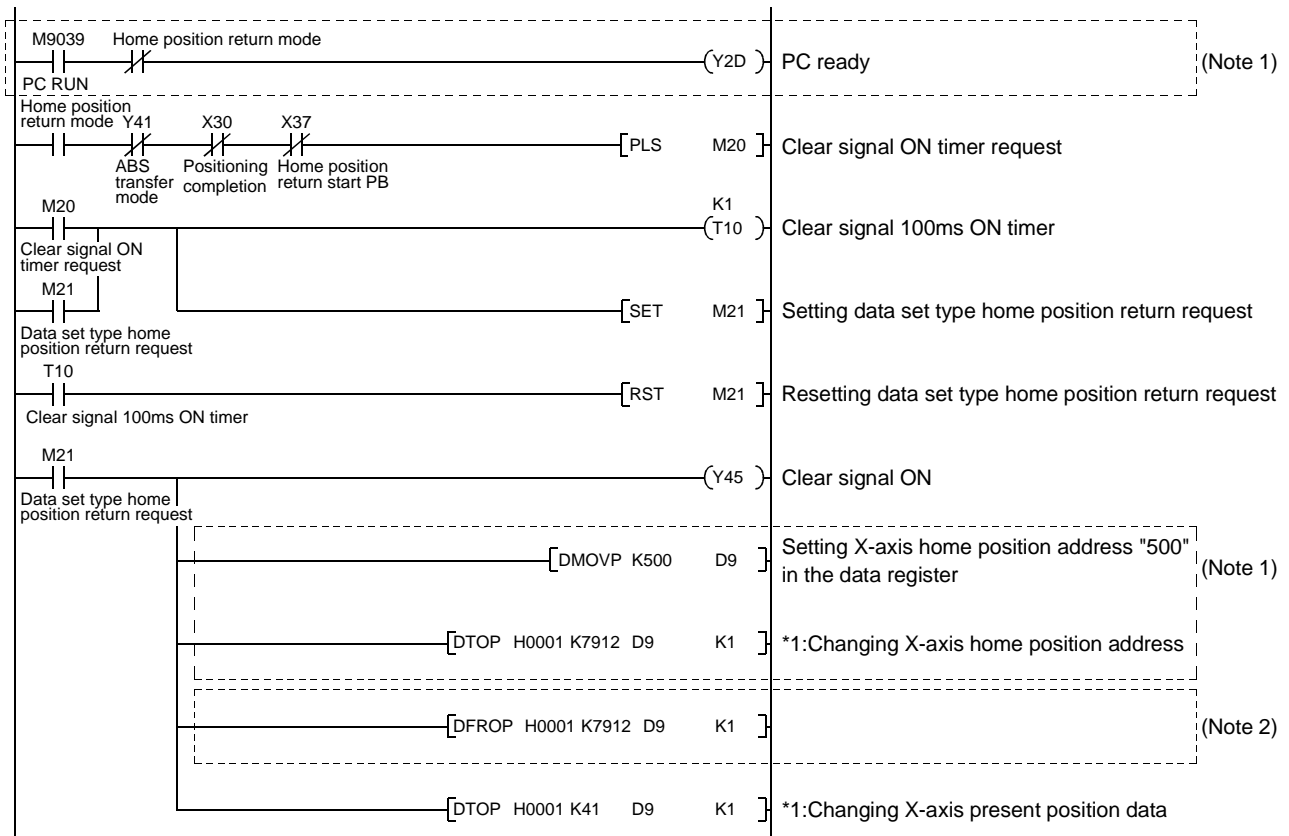 M9039 Home position return mode
(Y2D ) PC ready (Note 1)
PC RUN
Home position
return mode Y41 X30 X37
[PLS M20 ] Clear signal ON timer request
ABS Positioning Home position
transfer completion return start PB
mode
M20 K1
(T10 ) Clear signal 100ms ON timer
Clear signal ON
timer request
M21
[SET M21 ] Setting data set type home position return request
Data set type home
position return request
T10
[RST M21 ] Resetting data set type home position return request
Clear signal 100ms ON timer
M21
(Y45 ) Clear signal ON
Data set type home
position return request
[DMOVP K500 D9 ] Setting X-axis home position address "500"
in the data register (Note 1)
[DTOP H0001 K7912 D9 K1 ] *1:Changing X-axis home position address
[DFROP H0001 K7912 D9 K1 ] (Note 2)
[DTOP H0001 K41 D9 K1 ] *1:Changing X-axis present position data